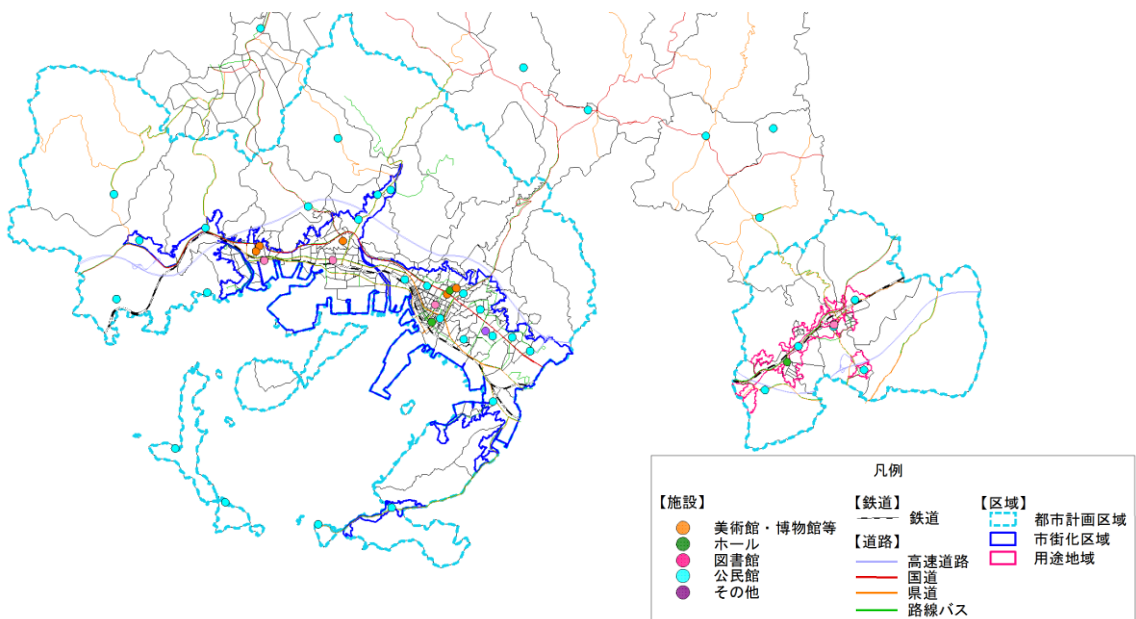 凡例
【施設】
美術館・博物館等
ホール
図書館
公民館
その他
【鉄道】
鉄道
【道路】
高速道路
国道
県道
路線バス
【区域】
都市計画区域
市街化区域
用途地域